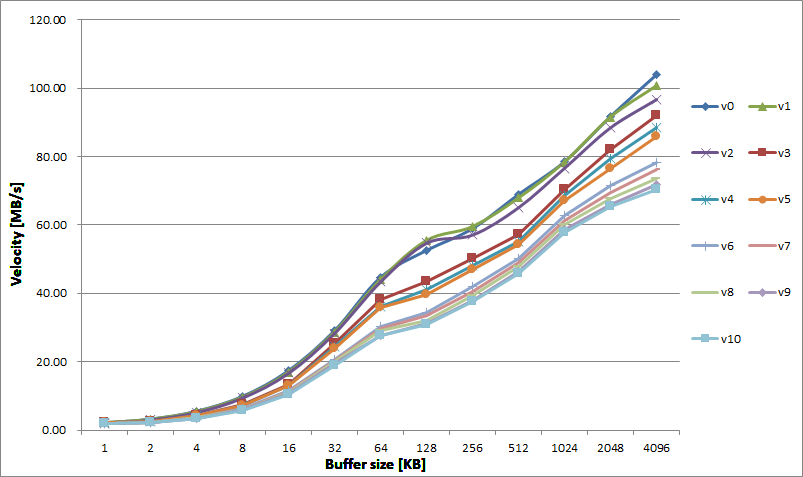 120.00
100.00
80.00
60.00
40.00
20.00
0.00
Velocity [MB/s]
1 2 4 8 16 32 64 128 256 512 1024 2048 4096
Buffer size [KB]
v0 v1
v2 v3
v4 v5
v6 v7
v8 v9
v10